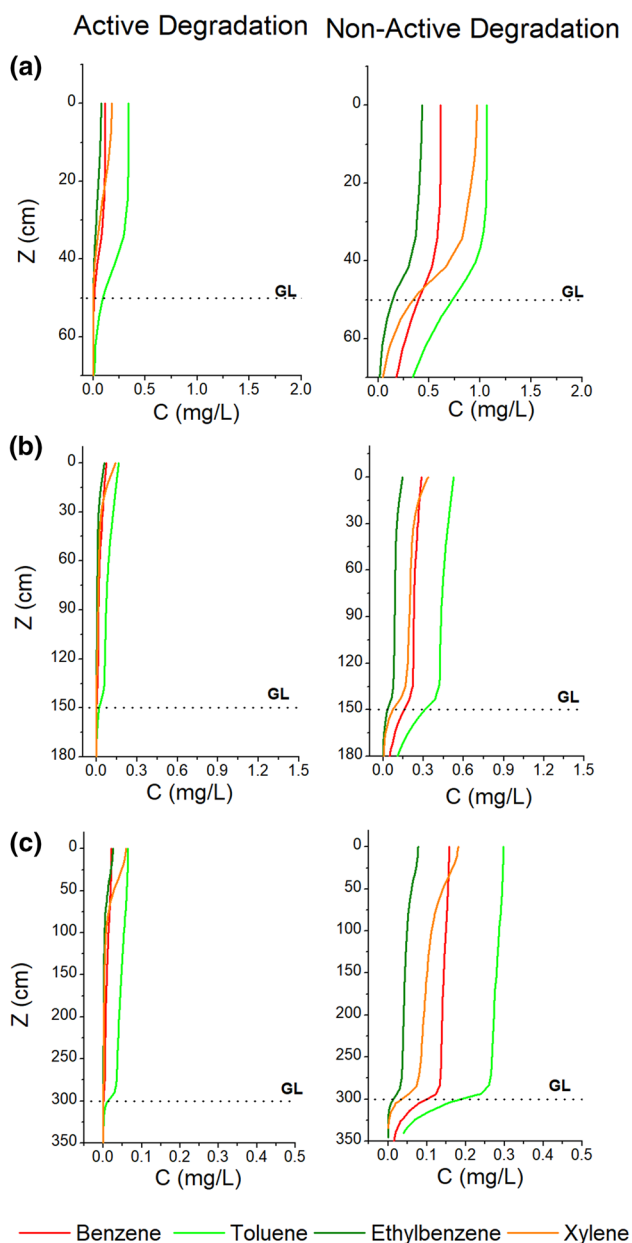 Active Degradation Non-Active Degradation
(a)
0
20
40
60
Z (cm)
GL
0.0 0.5 1.0 1.5 2.0
C (mg/L)
0
20
40
60
Z (cm)
GL
0.0 0.5 1.0 1.5 2.0
C (mg/L)
(b)
0
30
60
90
120
150
180
Z (cm)
GL
0.0 0.3 0.6 0.9 1.2 1.5
C (mg/L)
0
30
60
90
120
150
180
Z (cm)
GL
0.0 0.3 0.6 0.9 1.2 1.5
C (mg/L)
(c)
0
50
100
150
200
250
300
350
Z (cm)
GL
0.0 0.1 0.2 0.3 0.4 0.5
C (mg/L)
0
50
100
150
200
250
300
350
Z (cm)
GL
0.0 0.1 0.2 0.3 0.4 0.5
C (mg/L)
Benzene Toluene Ethylbenzene Xylene